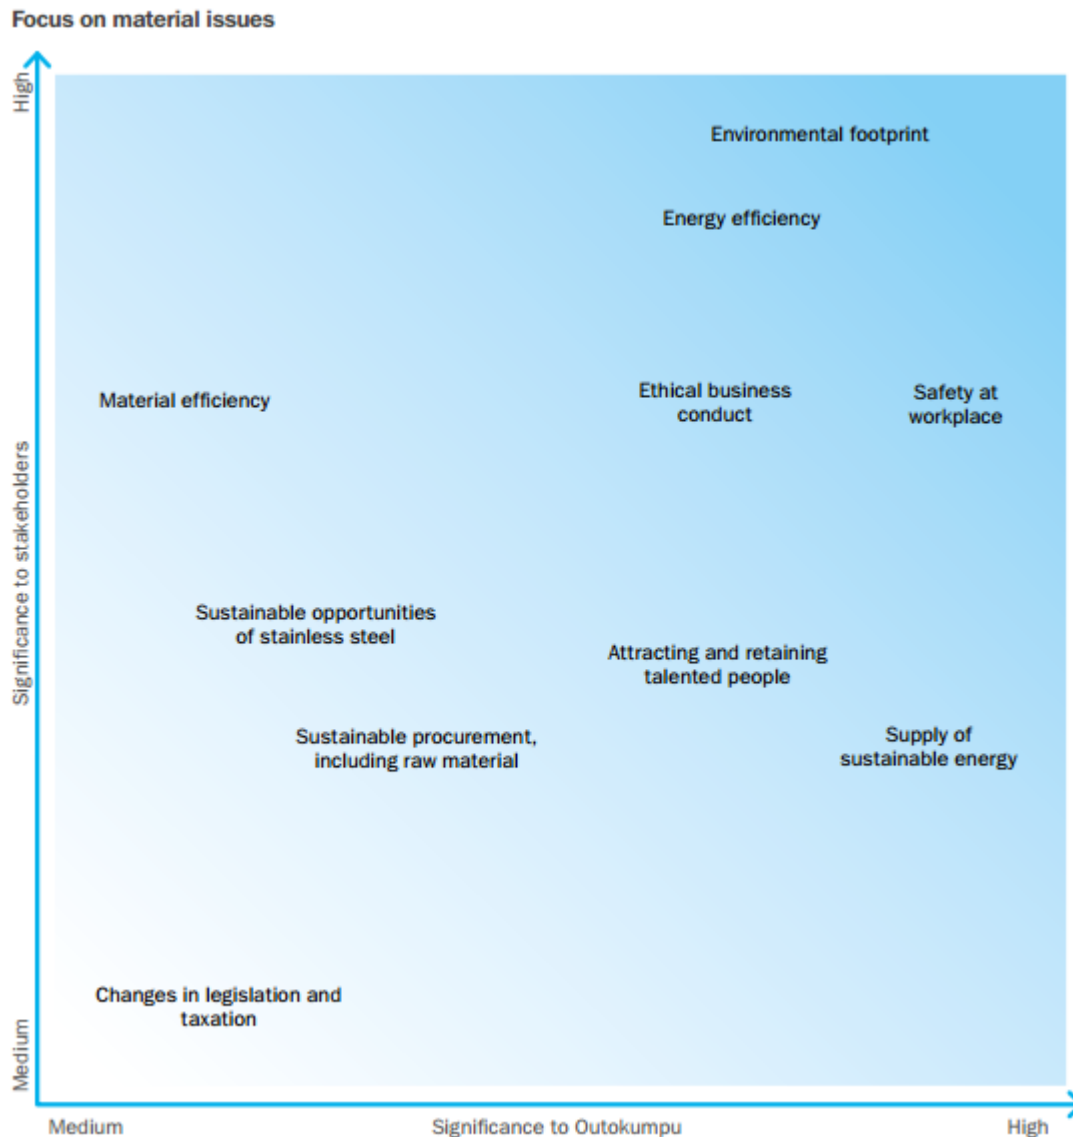 Focus on material issues
High
Environmental footprint
Energy efficiency
Material efficiency
Ethical business
conduct
Safety at
workplace
Significance to stakeholders
Sustainable opportunities
of stainless steel
Attracting and retaining
talented people
Sustainable procurement,
including raw material
Supply of
sustainable energy
Changes in legislation and
taxation
Medium
Medium
Significance to Outokumpu
High